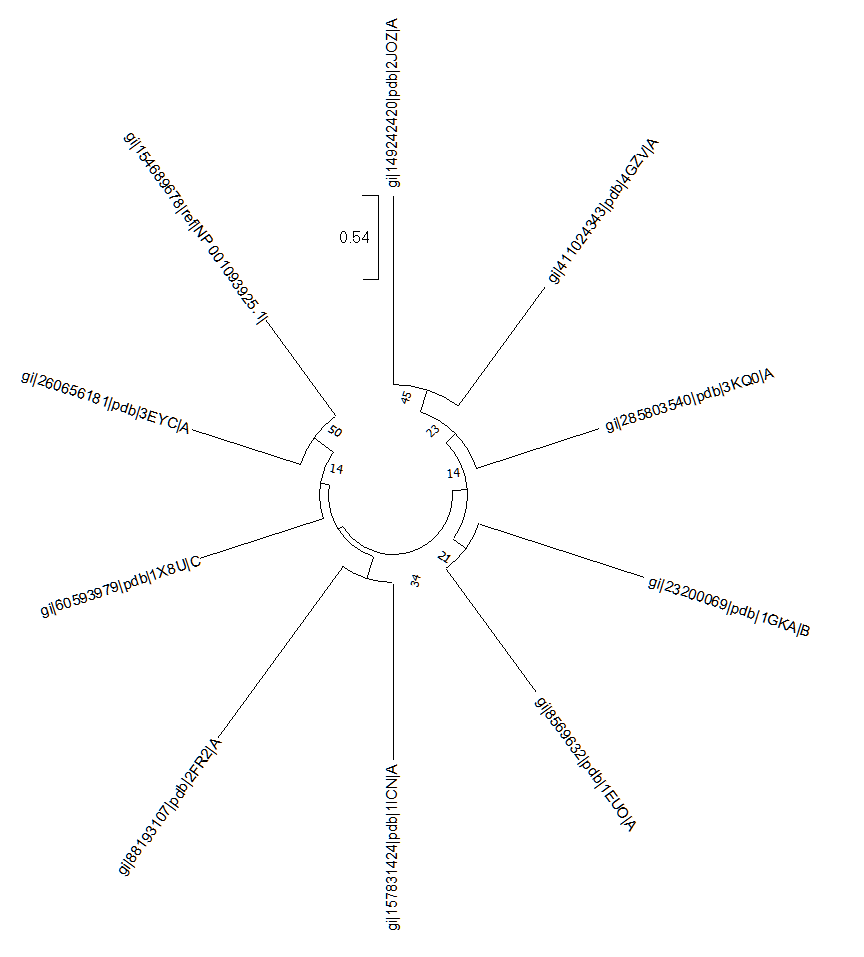 gi|149242420|pdb|2JOZ|A
gi|411024343|pdb|4GZV|A
gi|154689678|ref|NP 001093925.1|
0.54
gi|285803540|pdb|3KQ0|A
gi|260656181|pdb|3EYC|A
45
23
50
14
14
21
34
gi|23200069|pdb|1GKA|B
gi|60593979|pdb|1X8U|C
gi|8569632|pdb|1EUO|A
gi|88193107|pdb|2FR2|A
gi|157831424|pdb|1ICN|A